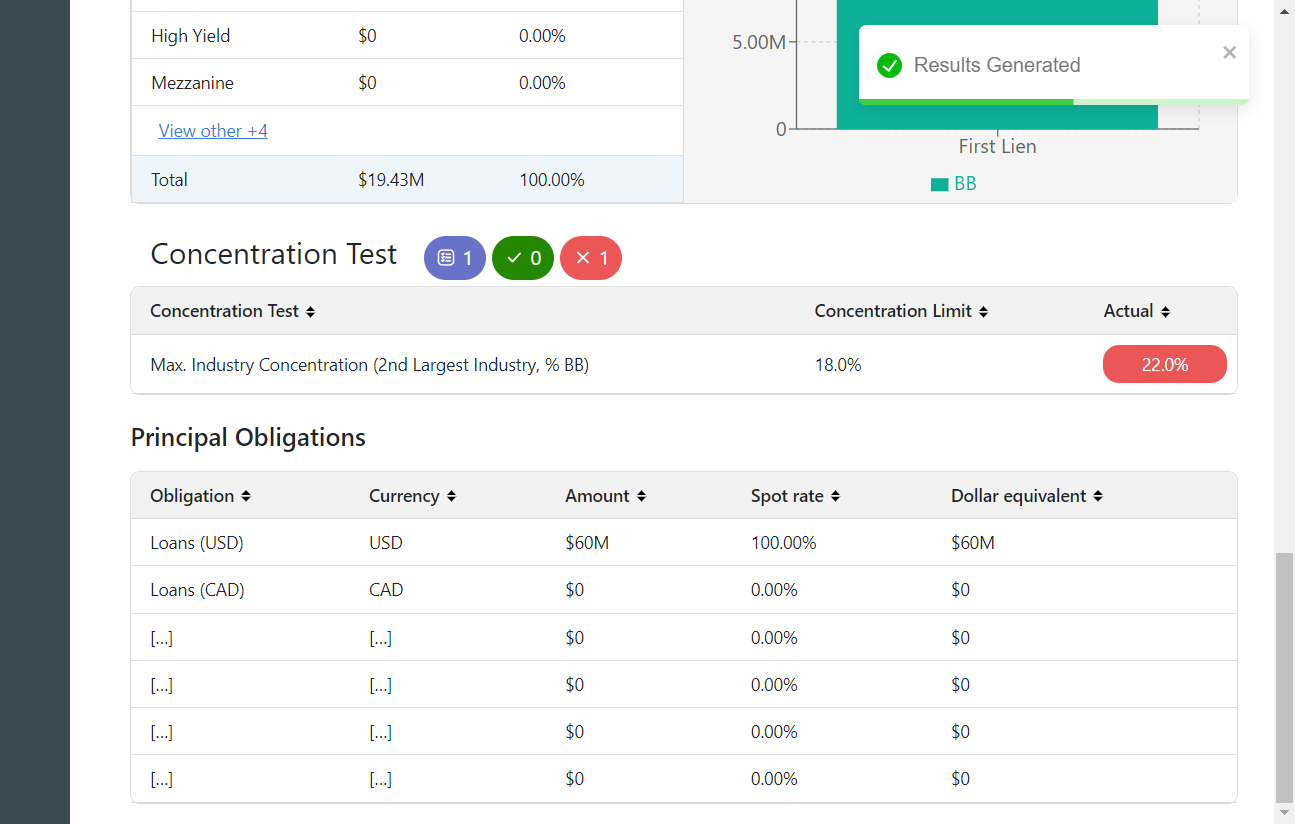 High Yield $0 0.00%
Mezzanine $0 0.00%
View other +4
Total $19.43M 100.00%
5.00M
0
First Lien
BB
Results Generated
Concentration Test 1 0 1
Concentration Test Concentration Limit Actual
Max. Industry Concentration (2nd Largest Industry, % BB) 18.0% 22.0%
Principal Obligations
Obligation Currency Amount Spot rate Dollar equivalent
Loans (USD) USD $60M 100.00% $60M
Loans (CAD) CAD $0 0.00% $0
[...] [...] $0 0.00% $0
[...] [...] $0 0.00% $0
[...] [...] $0 0.00% $0
[...] [...] $0 0.00% $0